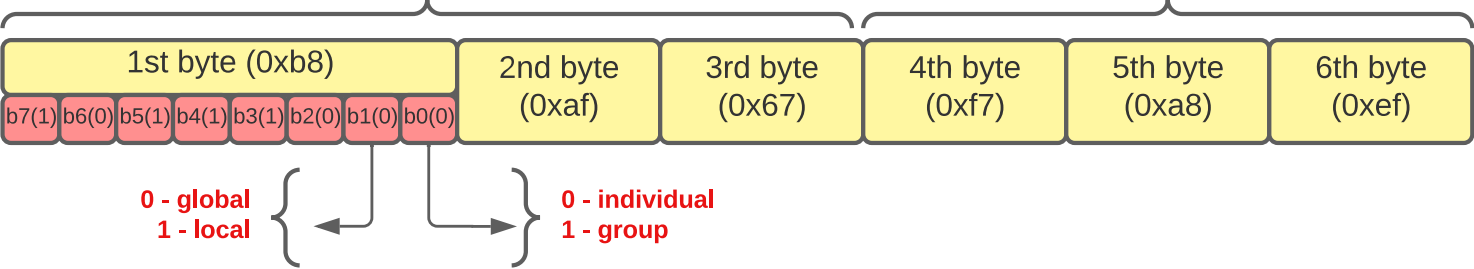 1st byte (0xb8)
2nd byte
(0xaf)
3rd byte
(0x67)
4th byte
(0xf7)
5th byte
(0xa8)
6th byte
(0xef)
b7(1) b6(0) b5(1) b4(1) b3(1) b2(0) b1(0) b0(0)
0 - global
1 - local
0 - individual
1 - group